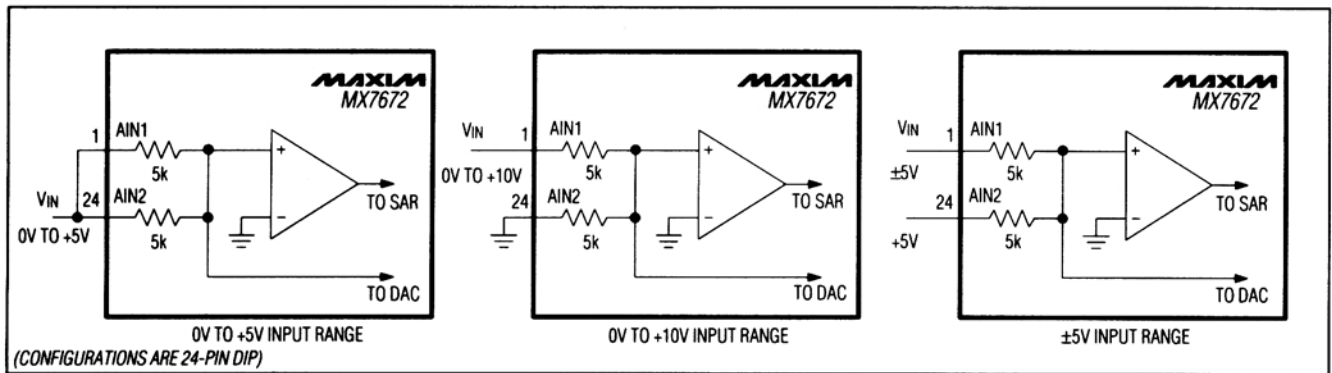 MAXIM
MX7672
1
AIN1
5k
VIN
24
AIN2
0V TO +5V
5k
+
–
TO SAR
TO DAC
0V TO +5V INPUT RANGE
MAXIM
MX7672
VIN
1
AIN1
0V TO +10V
5k
24
AIN2
5k
+
–
TO SAR
TO DAC
0V TO +10V INPUT RANGE
MAXIM
MX7672
VIN
1
AIN1
±5V
5k
24
AIN2
+5V
5k
+
–
TO SAR
TO DAC
±5V INPUT RANGE
(CONFIGURATIONS ARE 24-PIN DIP)